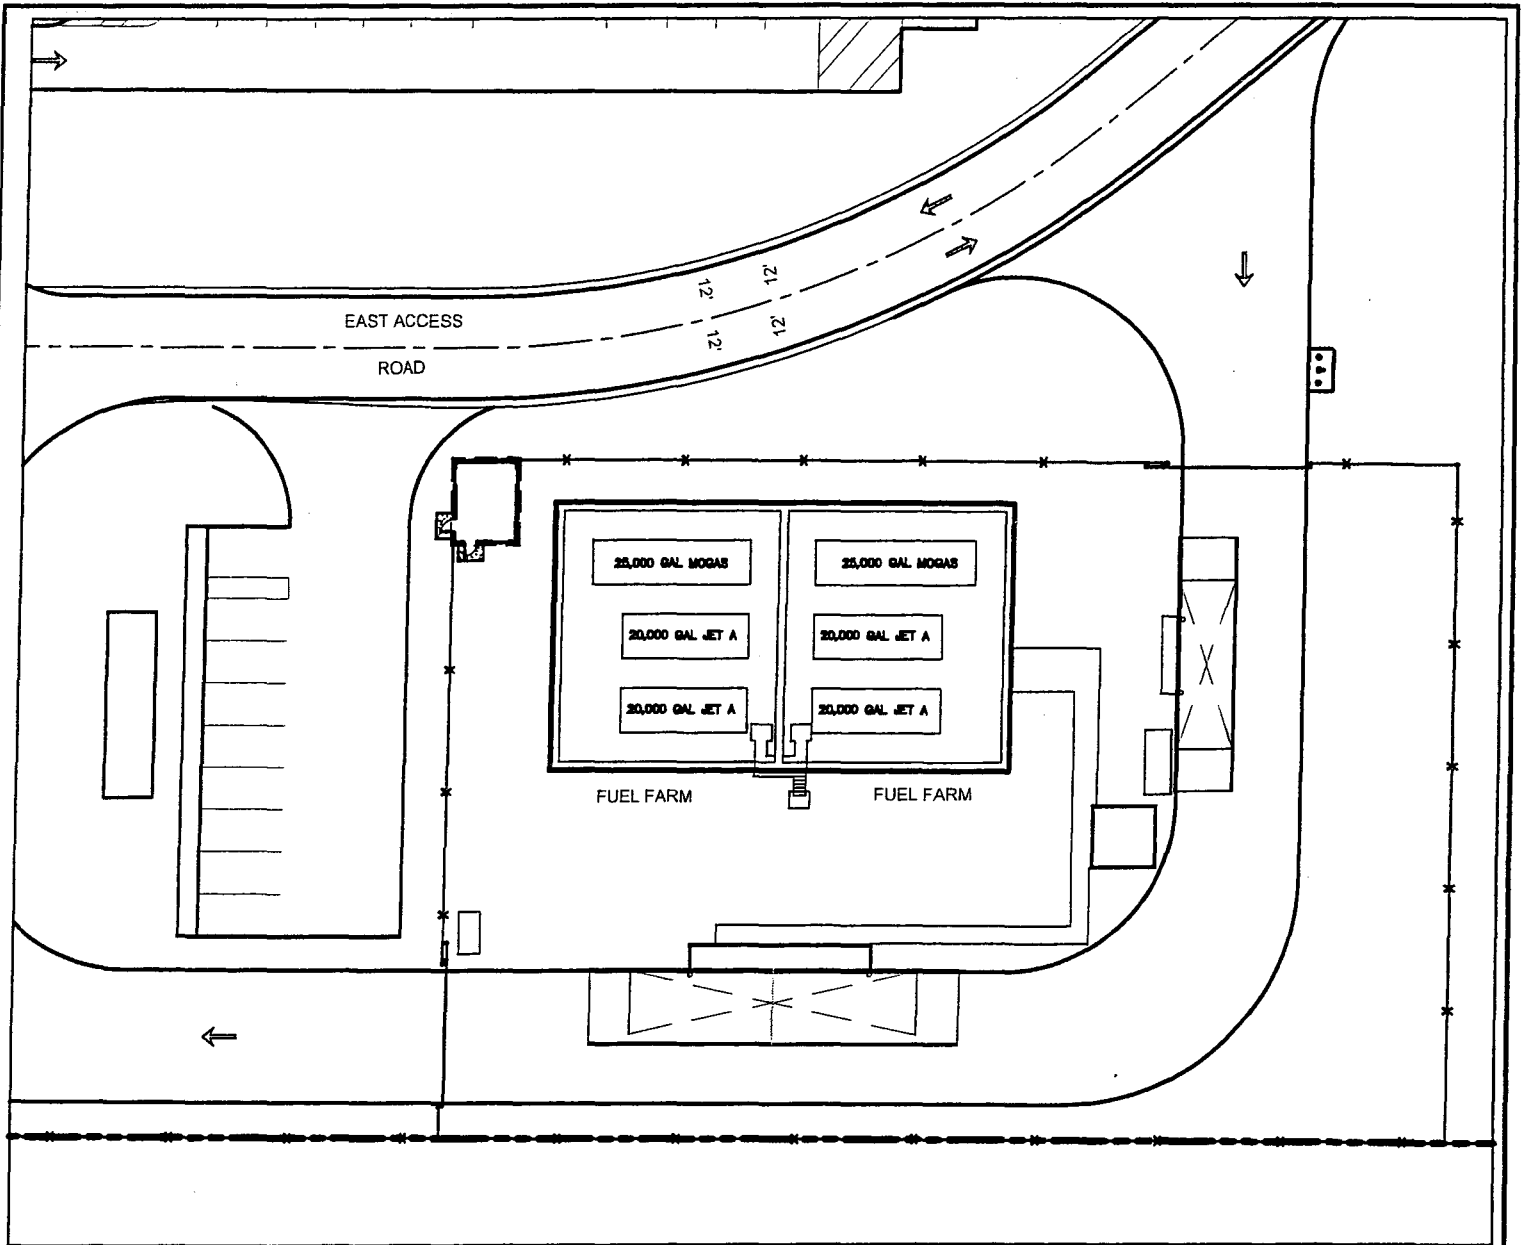 12'
12'
EAST ACCESS
12'
12'
ROAD
25,000 GAL MOGAS
25,000 GAL MOGAS
20,000 GAL JET A
20,000 GAL JET A
20,000 GAL JET A
20,000 GAL JET A
FUEL FARM
FUEL FARM